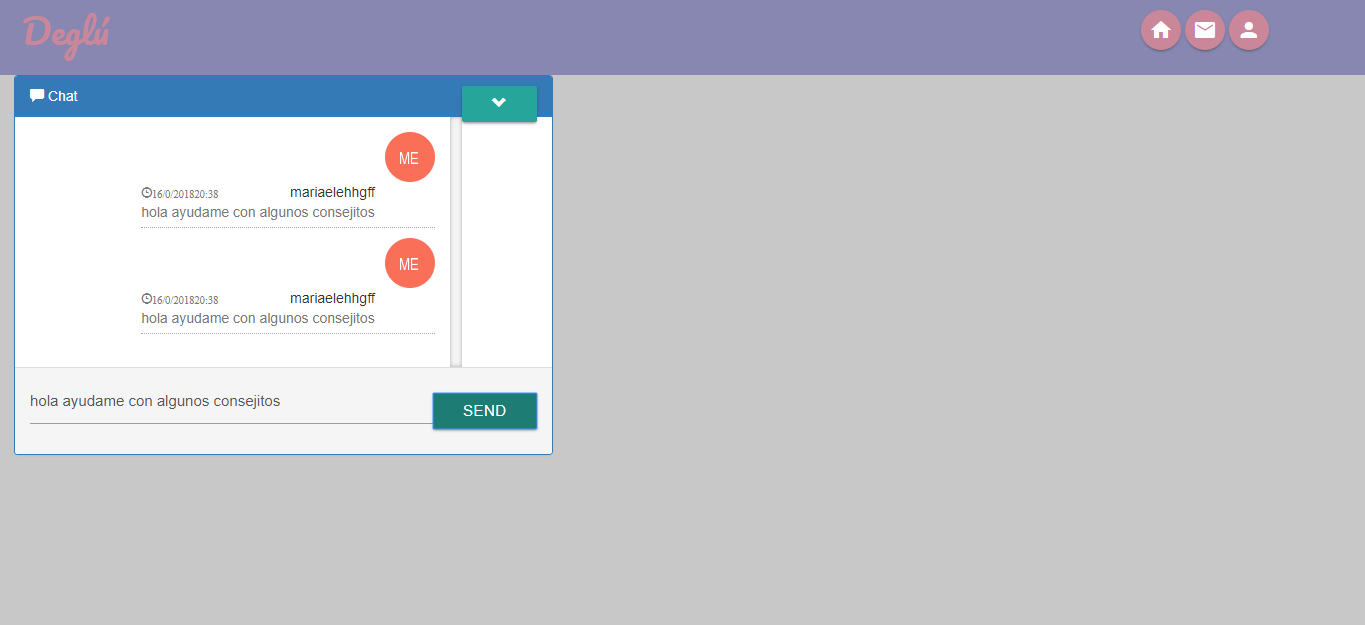 Deglú
Chat
ME
16/0/201820:38 mariaelehhgff
hola ayudame con algunos consejitos
ME
16/0/201820:38 mariaelehhgff
hola ayudame con algunos consejitos
hola ayudame con algunos consejitos
SEND